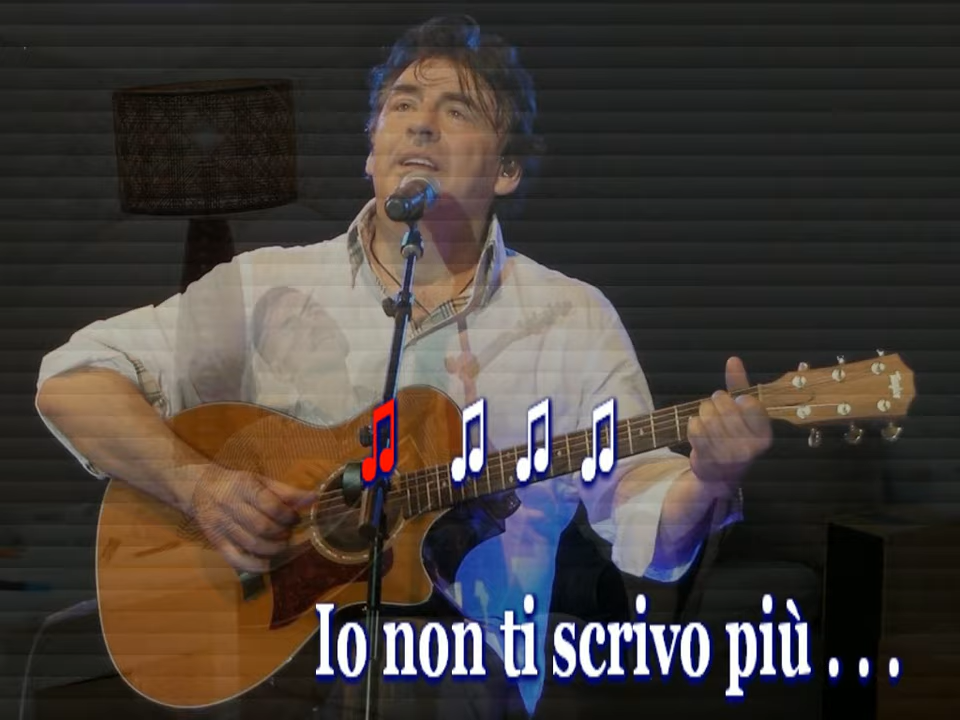 Io non ti scrivo più . . .